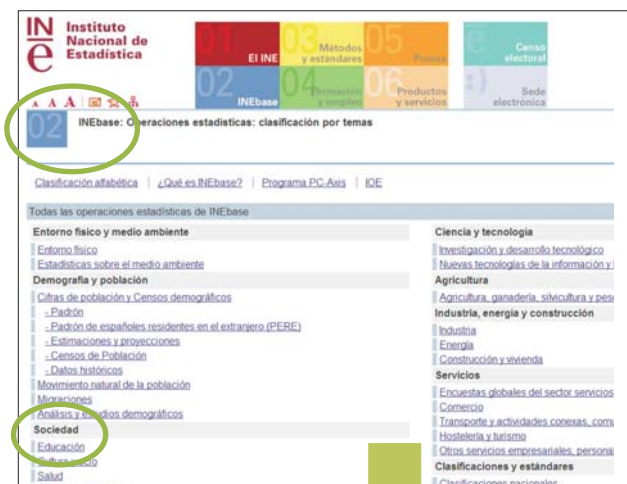 INe Instituto
Nacional de
Estadística
01 El INE
03 Métodos
y estándares
05 Prensa
e Censo
electoral
02 INEbase
04 Formación
y empleo
06 Productos
y servicios
:) Sede
electrónica
A A A
02 INEbase: Operaciones estadísticas: clasificación por temas
Clasificación alfabética | ¿Qué es INEbase? | Programa PC-Axis | IOE
Todas las operaciones estadísticas de INEbase
Entorno físico y medio ambiente
Entorno físico
Estadísticas sobre el medio ambiente
Demografía y población
Cifras de población y Censos demográficos
- Padrón
- Padrón de españoles residentes en el extranjero (PERE)
- Estimaciones y proyecciones
- Censos de Población
- Datos históricos
Movimiento natural de la población
Migraciones
Análisis y estudios demográficos
Sociedad
Educación
Salud
Ciencia y tecnología
Investigación y desarrollo tecnológico
Nuevas tecnologías de la información y
Agricultura
Agricultura, ganadería, silvicultura y pesc
Industria, energía y construcción
Industria
Energía
Construcción y vivienda
Servicios
Encuestas globales del sector servicios
Comercio
Transporte y actividades conexas, comu
Hostelería y turismo
Otros servicios empresariales, personal
Clasificaciones y estándares
Clasificaciones nacionales